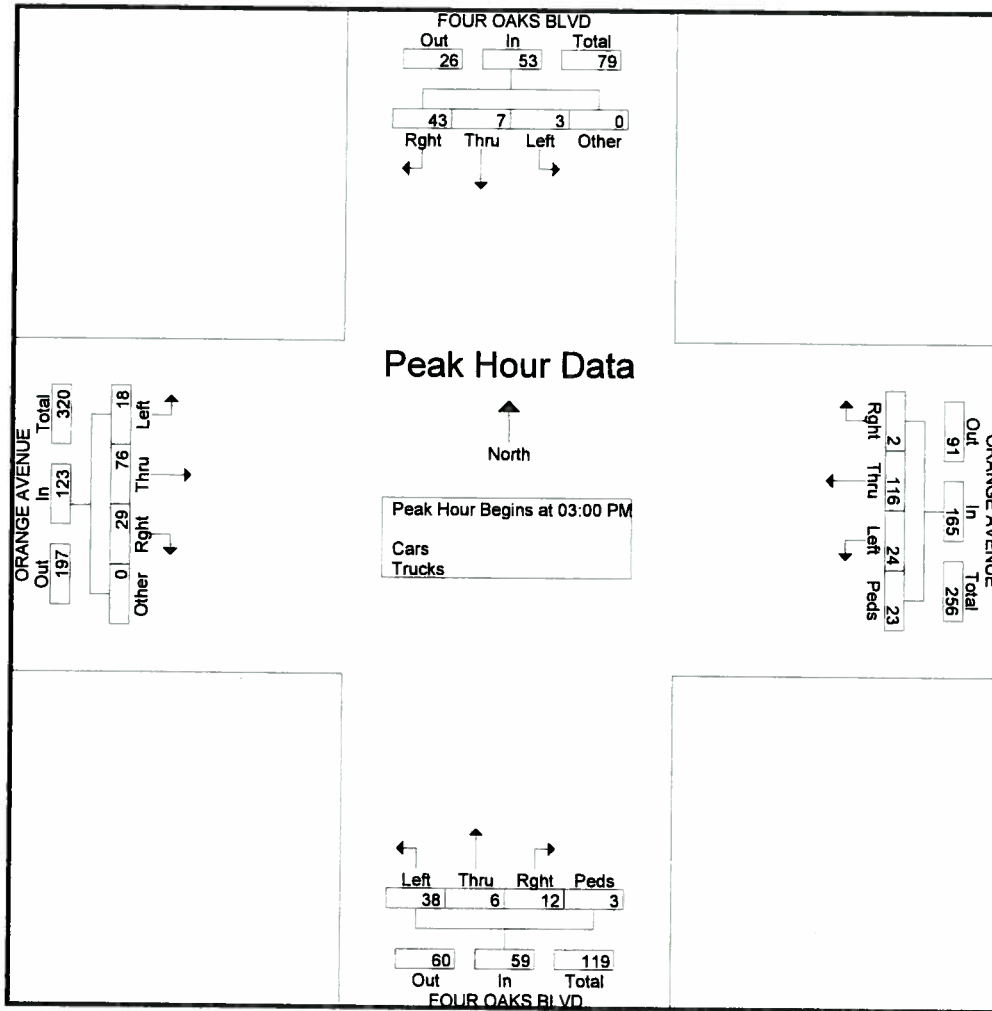 FOUR OAKS BLVD
Out In Total
26 53 79
43 7 3 0
Rght Thru Left Other
Peak Hour Data
North
Peak Hour Begins at 03:00 PM
Cars
Trucks
ORANGE AVENUE
Out In Total
197 123 320
18 76 29 0
Left Thru Rght Other
ORANGE AVENUE
Out In Total
91 165 256
2 116 24 23
Rght Thru Left Peds
Left Thru Rght Peds
38 6 12 3
60 59 119
Out In Total
FOUR OAKS BLVD